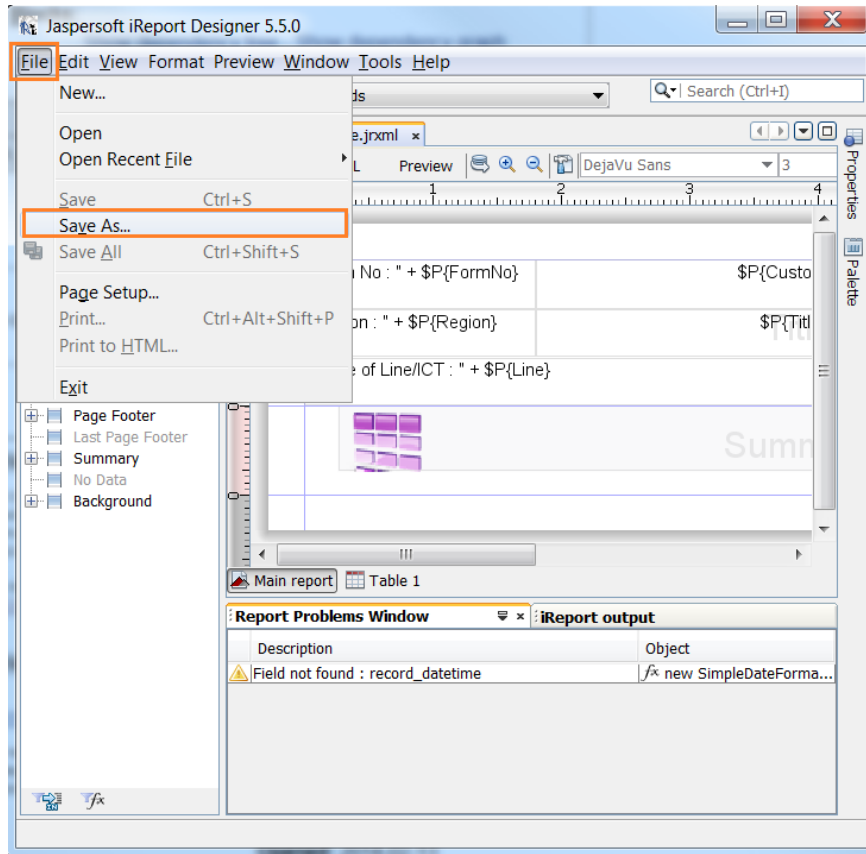 Jaspersoft iReport Designer 5.5.0
File Edit View Format Preview Window Tools Help
New...
Open
Open Recent File
Save Ctrl+S
Save As...
Save All Ctrl+Shift+S
Page Setup...
Print... Ctrl+Alt+Shift+P
Print to HTML...
Exit
ds
Search (Ctrl+I)
e.jrxml
L Preview DejaVu Sans 3
1 2 3 4
No : " + $P{FormNo} $P{Custo
on : " + $P{Region} $P{Titl
of Line/ICT : " + $P{Line}
Properties
Palette
Page Footer
Last Page Footer
Summary
No Data
Background
Summ
Main report Table 1
Report Problems Window iReport output
Description Object
Field not found : record_datetime fx new SimpleDateForma...
fx